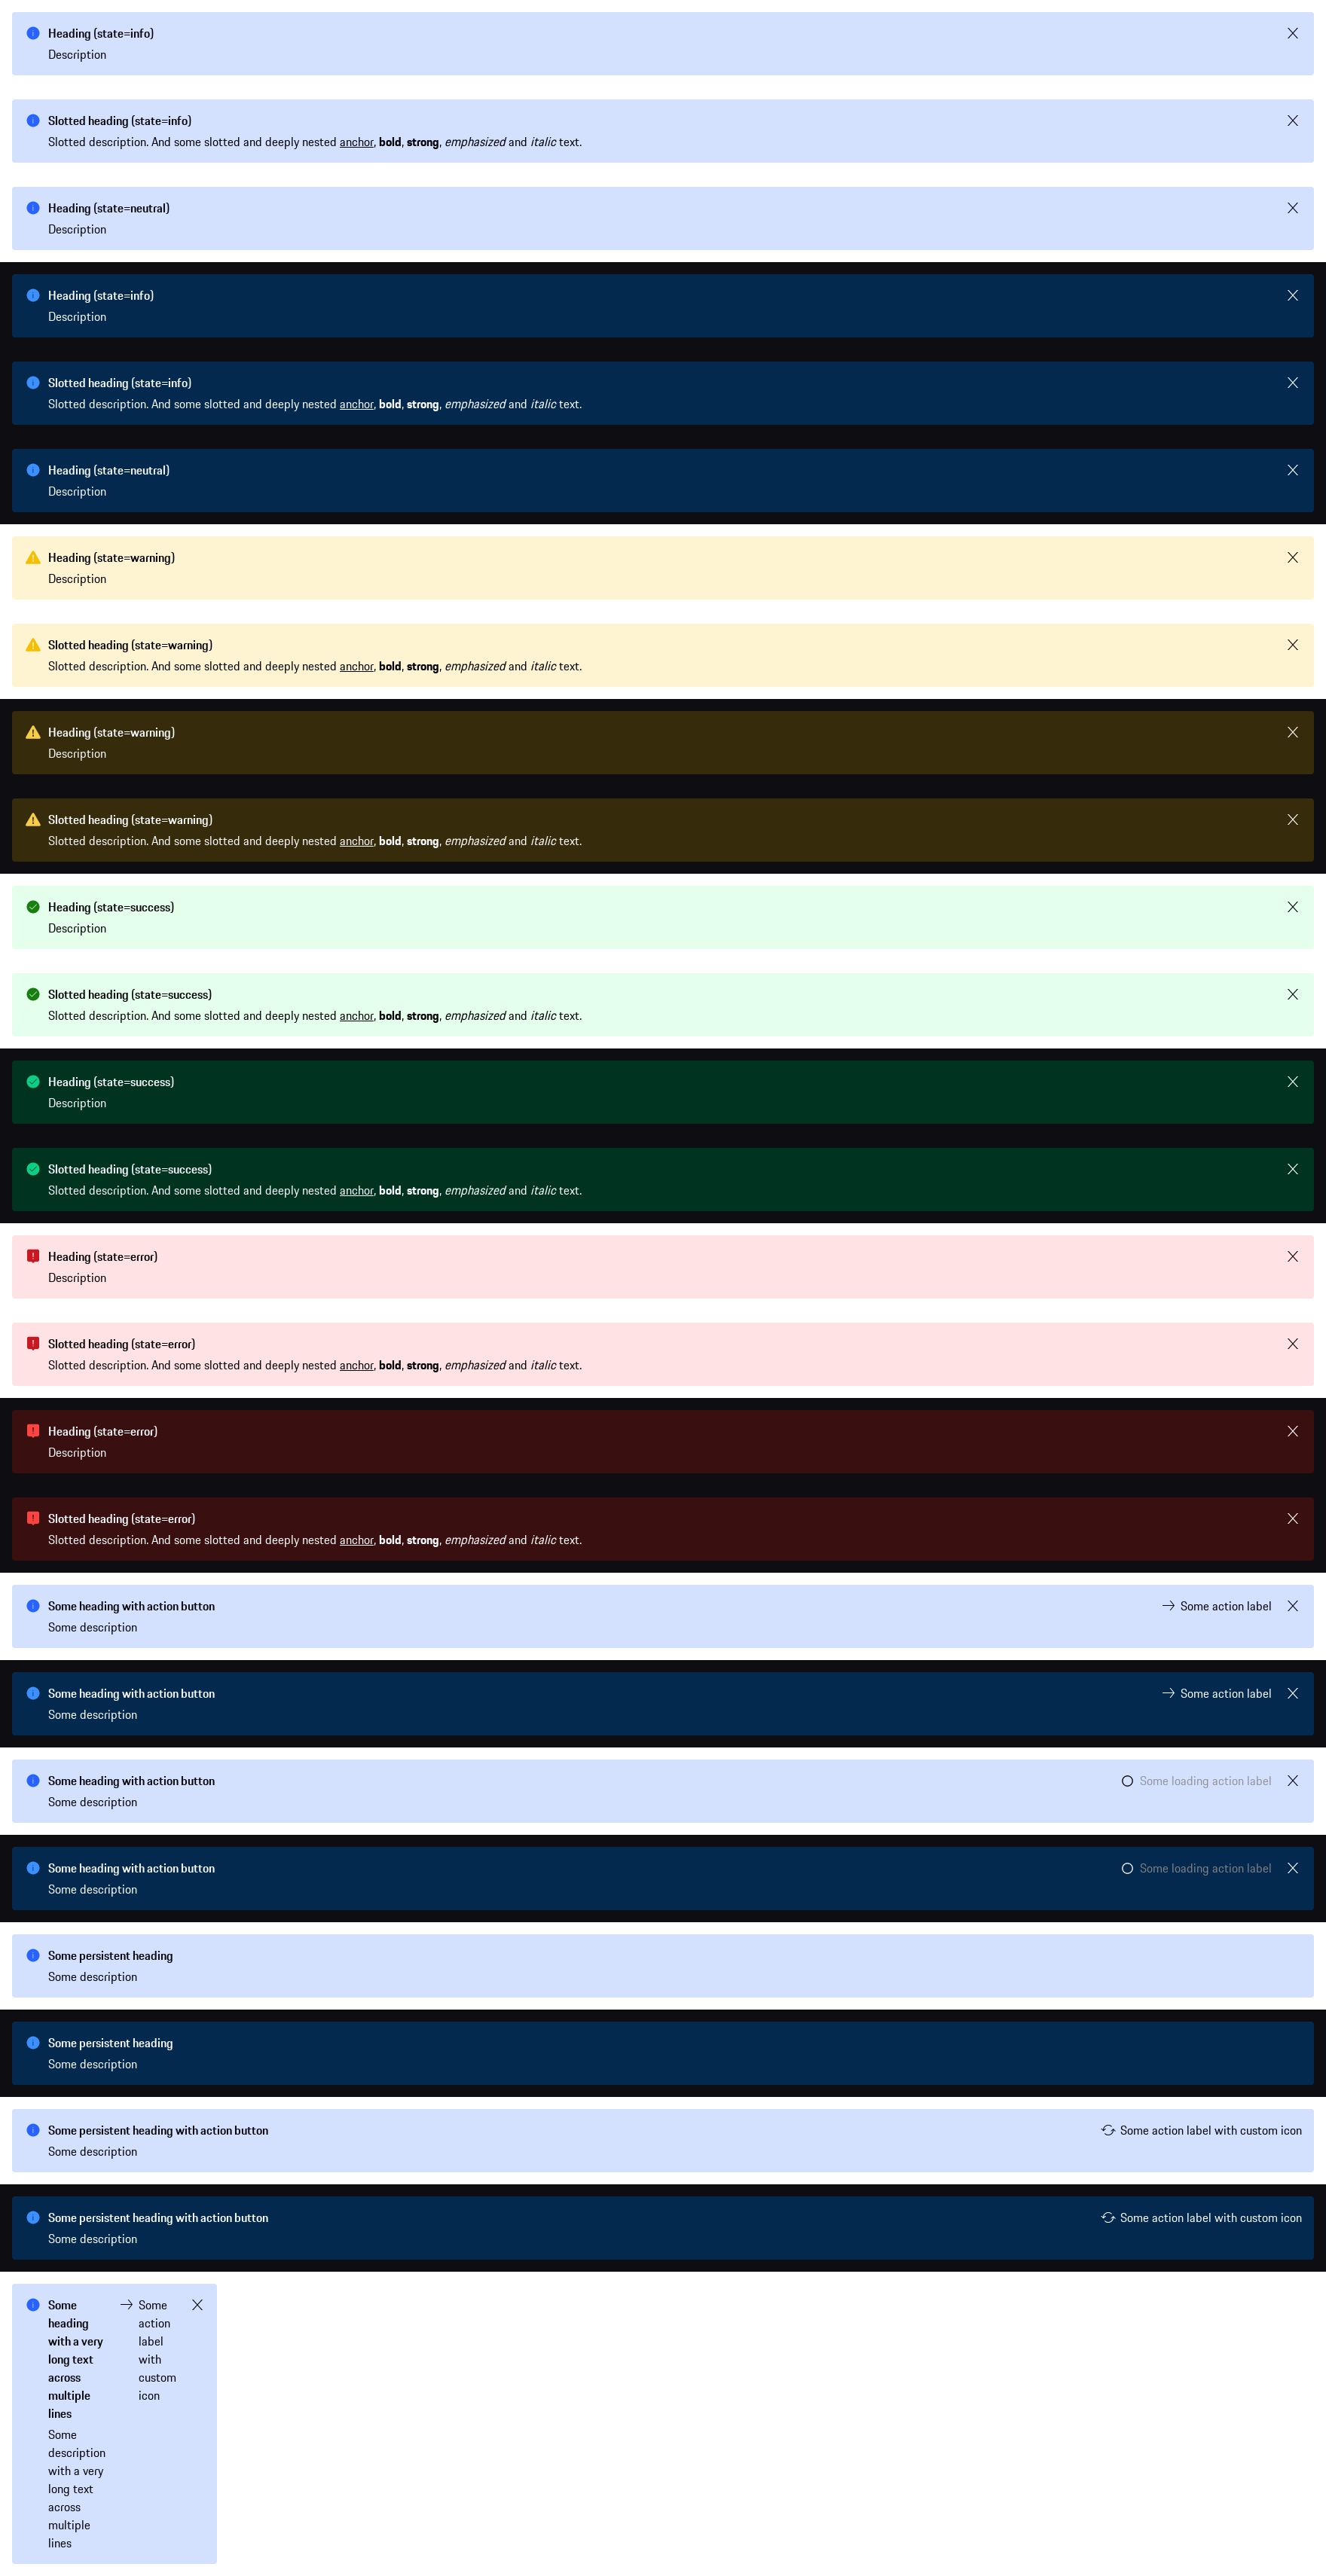 Heading (state=info)
Description
Slotted heading (state=info)
Slotted description. And some slotted and deeply nested anchor, bold, strong, emphasized and italic text.
Heading (state=neutral)
Description
Heading (state=info)
Description
Slotted heading (state=info)
Slotted description. And some slotted and deeply nested anchor, bold, strong, emphasized and italic text.
Heading (state=neutral)
Description
Heading (state=warning)
Description
Slotted heading (state=warning)
Slotted description. And some slotted and deeply nested anchor, bold, strong, emphasized and italic text.
Heading (state=warning)
Description
Slotted heading (state=warning)
Slotted description. And some slotted and deeply nested anchor, bold, strong, emphasized and italic text.
Heading (state=success)
Description
Slotted heading (state=success)
Slotted description. And some slotted and deeply nested anchor, bold, strong, emphasized and italic text.
Heading (state=success)
Description
Slotted heading (state=success)
Slotted description. And some slotted and deeply nested anchor, bold, strong, emphasized and italic text.
Heading (state=error)
Description
Slotted heading (state=error)
Slotted description. And some slotted and deeply nested anchor, bold, strong, emphasized and italic text.
Heading (state=error)
Description
Slotted heading (state=error)
Slotted description. And some slotted and deeply nested anchor, bold, strong, emphasized and italic text.
Some heading with action button
Some action label
Some description
Some heading with action button
Some action label
Some description
Some heading with action button
Some loading action label
Some description
Some heading with action button
Some loading action label
Some description
Some persistent heading
Some description
Some persistent heading
Some description
Some persistent heading with action button
Some action label with custom icon
Some description
Some persistent heading with action button
Some action label with custom icon
Some description
Some
heading
with a very
long text
across
multiple
lines
Some
description
with a very
long text
across
multiple
lines
Some
action
label
with
custom
icon